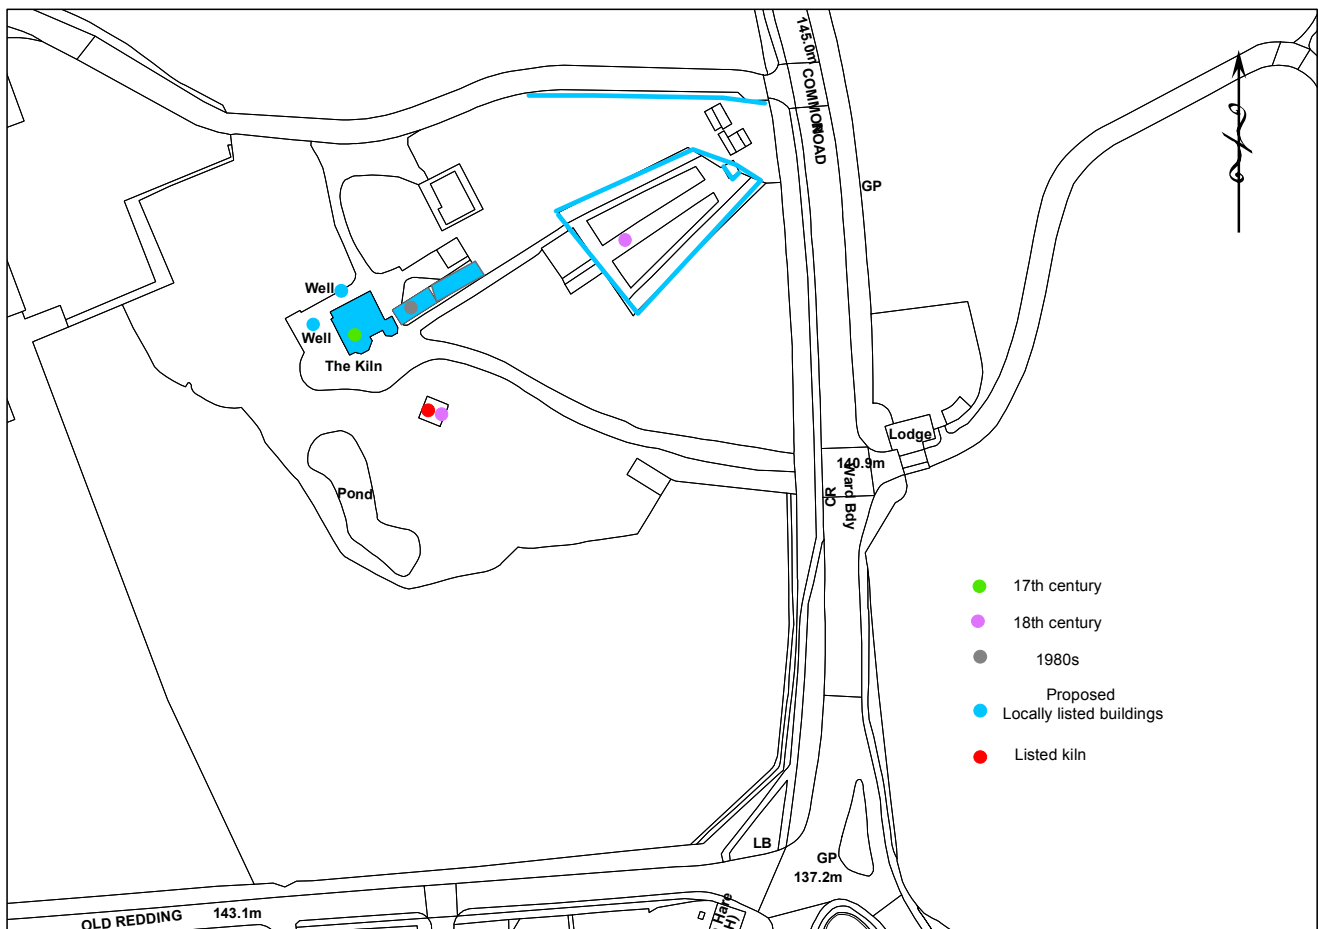 145.0m
COMMON ROAD
GP
Well
Well
The Kiln
Lodge
140.9m
Pond
CR
Ward Bdy
17th century
18th century
1980s
Proposed
Locally listed buildings
Listed kiln
LB
GP
137.2m
OLD REDDING
143.1m
Hare
H)